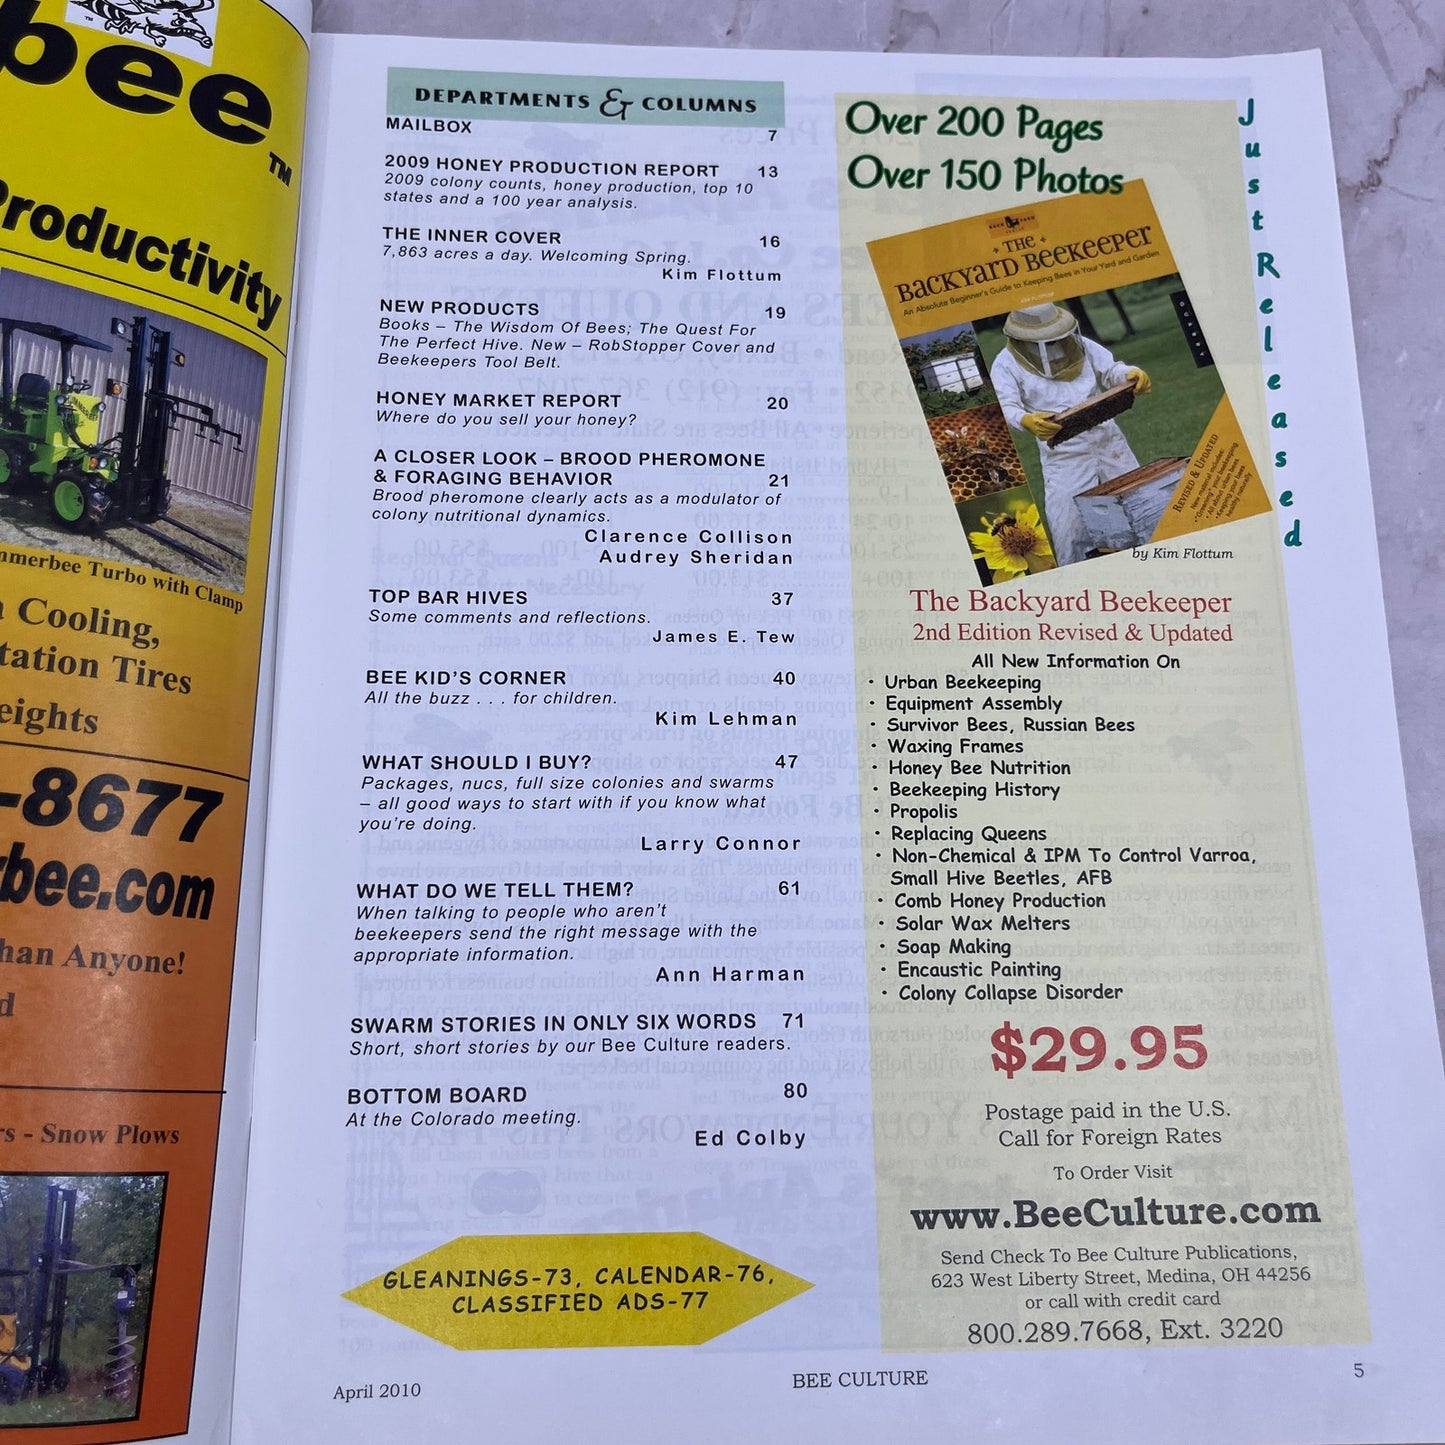 bee
TM
Productivity
Summerbee Turbo with Clamp
Cooling,
Tires
-8677
bee.com
Than Anyone!
- Snow Plows
DEPARTMENTS & COLUMNS
MAILBOX 7
2009 HONEY PRODUCTION REPORT 13
2009 colony counts, honey production, top 10
states and a 100 year analysis.
THE INNER COVER 16
7,863 acres a day. Welcoming Spring.
Kim Flottum
NEW PRODUCTS 19
Books – The Wisdom Of Bees; The Quest For
The Perfect Hive. New – RobStopper Cover and
Beekeepers Tool Belt.
HONEY MARKET REPORT 20
Where do you sell your honey?
A CLOSER LOOK – BROOD PHEROMONE
& FORAGING BEHAVIOR 21
Brood pheromone clearly acts as a modulator of
colony nutritional dynamics.
Clarence Collison
Audrey Sheridan
TOP BAR HIVES 37
Some comments and reflections.
James E. Tew
BEE KID'S CORNER 40
All the buzz . . . for children.
Kim Lehman
WHAT SHOULD I BUY? 47
Packages, nucs, full size colonies and swarms
– all good ways to start with if you know what
you're doing.
Larry Connor
WHAT DO WE TELL THEM? 61
When talking to people who aren't
beekeepers send the right message with the
appropriate information.
Ann Harman
SWARM STORIES IN ONLY SIX WORDS 71
Short, short stories by our Bee Culture readers.
BOTTOM BOARD 80
At the Colorado meeting.
Ed Colby
GLEANINGS-73, CALENDAR-76,
CLASSIFIED ADS-77
April 2010
BEE CULTURE
5
Over 200 Pages
Over 150 Photos
Just Released
THE
BACKYARD BEEKEEPER
An Absolute Beginner's Guide to Keeping Bees in Your Yard and Garden
REVISED & UPDATED
by Kim Flottum
The Backyard Beekeeper
2nd Edition Revised & Updated
All New Information On
• Urban Beekeeping
• Equipment Assembly
• Survivor Bees, Russian Bees
• Waxing Frames
• Honey Bee Nutrition
• Beekeeping History
• Propolis
• Replacing Queens
• Non-Chemical & IPM To Control Varroa,
Small Hive Beetles, AFB
• Comb Honey Production
• Solar Wax Melters
• Soap Making
• Encaustic Painting
• Colony Collapse Disorder
$29.95
Postage paid in the U.S.
Call for Foreign Rates
To Order Visit
www.BeeCulture.com
Send Check To Bee Culture Publications,
623 West Liberty Street, Medina, OH 44256
or call with credit card
800.289.7668, Ext. 3220